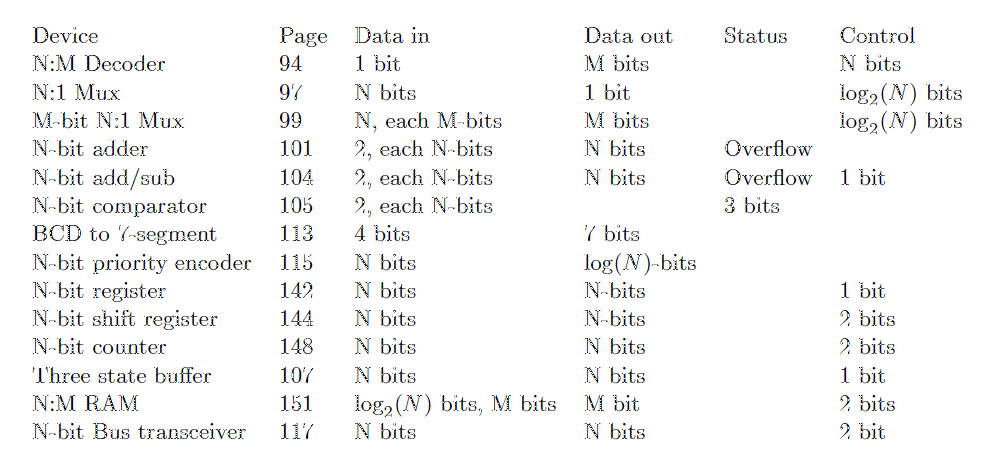 Device Page Data in Data out Status Control
N:M Decoder 94 1 bit M bits N bits
N:1 Mux 97 N bits 1 bit log₂(N) bits
M-bit N:1 Mux 99 N, each M-bits M bits log₂(N) bits
N-bit adder 101 2, each N-bits N bits Overflow
N-bit add/sub 104 2, each N-bits N bits Overflow 1 bit
N-bit comparator 105 2, each N-bits 3 bits
BCD to 7-segment 113 4 bits 7 bits
N-bit priority encoder 115 N bits log(N)-bits
N-bit register 142 N bits N-bits 1 bit
N-bit shift register 144 N bits N-bits 2 bits
N-bit counter 148 N bits N bits 2 bits
Three state buffer 107 N bits N bits 1 bit
N:M RAM 151 log₂(N) bits, M bits M bit 2 bits
N-bit Bus transceiver 117 N bits N bits 2 bit